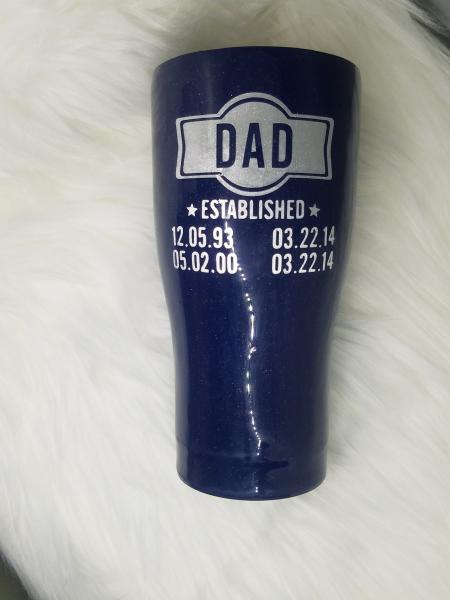 DAD
★ESTABLISHED★
12.05.93 03.22.14
05.02.00 03.22.14